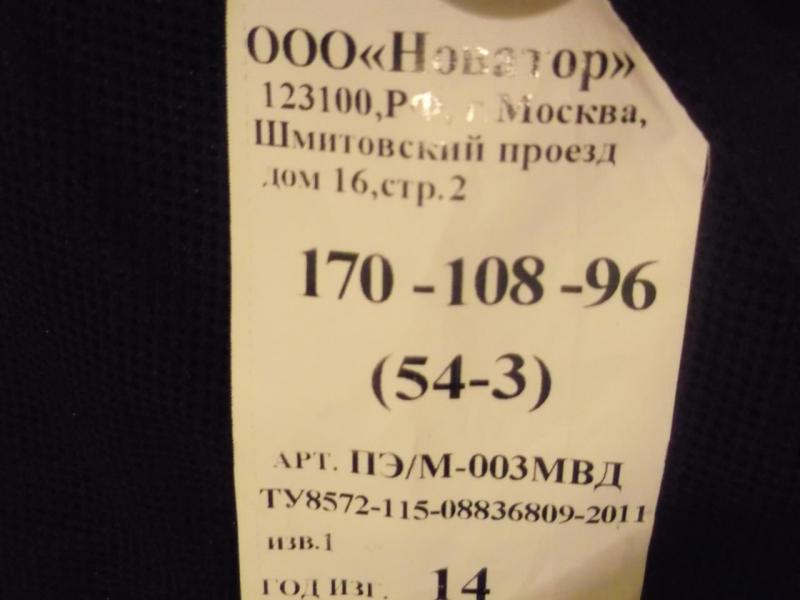 ООО«Новатор»
123100,РФ, г. Москва,
Шмитовский проезд
дом 16,стр.2
170 -108 -96
(54-3)
АРТ. ПЭ/М-003МВД
ТУ8572-115-08836809-2011
изв.1
ГОД ИЗГ. 14